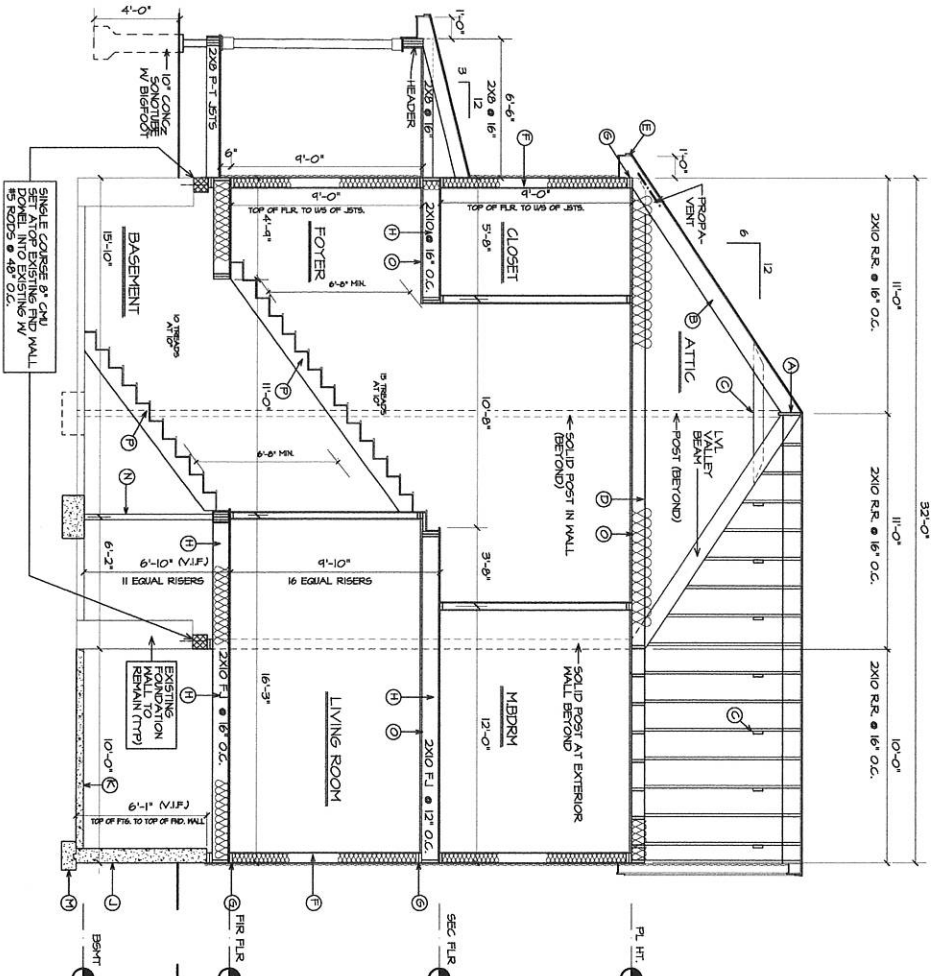 32'-0"
11'-0"
11'-0"
10'-0"
2X10 R.R. @ 16" O.C.
2X10 R.R. @ 16" O.C.
2X10 R.R. @ 16" O.C.
1'-0"
6
12
A
PROPA-
VENT
E
G
B
ATTIC
C
C
LVL
VALLEY
BEAM
POST (BEYOND)
D
O
PL HT.
1'-0"
6'-6"
2X8 @ 16"
3
12
F
2X8 @ 16"
HEADER
9'-0"
TOP OF FLR. TO U/S OF JSTS.
CLOSET
5'-8"
10'-8"
SOLID POST IN WALL
(BEYOND)
3'-8"
M.BDRM
12'-0"
SOLID POST AT EXTERIOR
WALL BEYOND
2X10 @ 16" O.C.
H
O
H
O
2X10 F.J. @ 12" O.C.
G
SEC FLR
9'-0"
6"
9'-0"
TOP OF FLR. TO U/S OF JSTS.
4'-9"
FOYER
6'-8" MIN.
P
15 TREADS
AT 10"
11'-0"
9'-10"
16 EQUAL RISERS
LIVING ROOM
16'-3"
F
2X8 P-T JSTS
H
H
2X10 F.J. @ 16" O.C.
G
FIR FLR
4'-0"
10" CONC.
SONOTUBE
W/ BIGFOOT
BASEMENT
15'-10"
10 TREADS
AT 10"
P
6'-8" MIN.
N
6'-10" (V.I.F.)
11 EQUAL RISERS
6'-2"
EXISTING
FOUNDATION
WALL TO
REMAIN (TYP)
10'-0"
K
6'-1" (V.I.F.)
TOP OF FTG. TO TOP OF FND. WALL
J
M
BSMT
SINGLE COURSE 8" CMU
SET ATOP EXISTING FND WALL
DOWEL INTO EXISTING W/
#5 RODS @ 48" O.C.